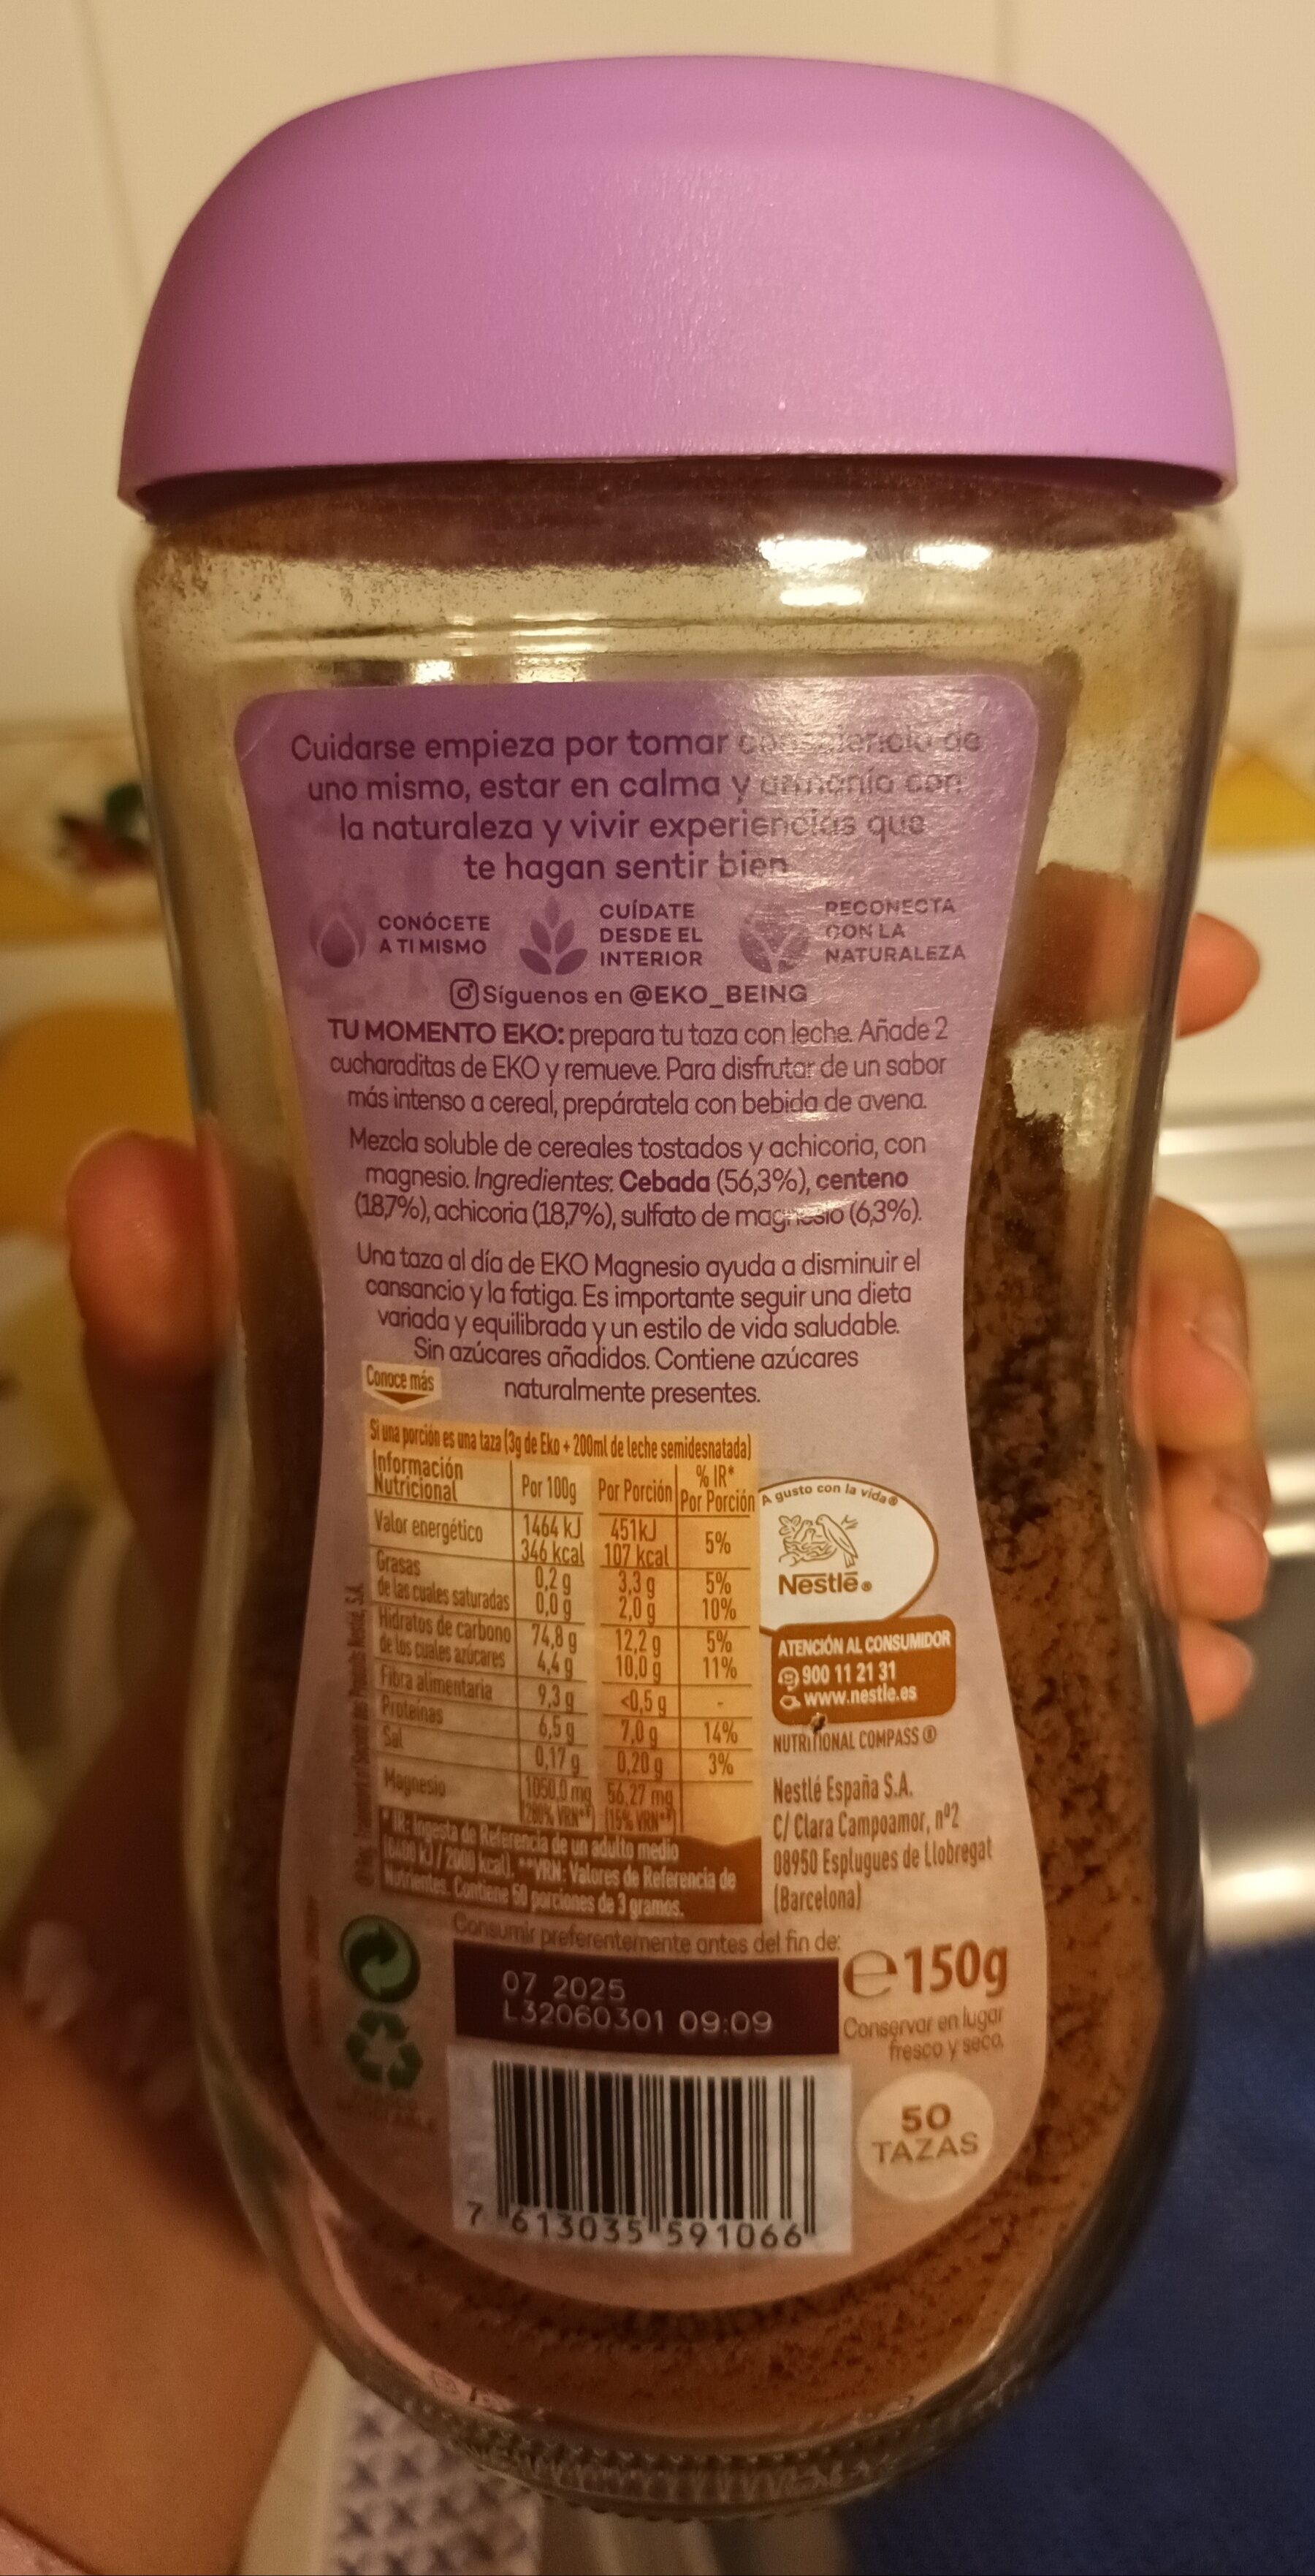 Cuidarse empieza por tomar consciencia de
uno mismo, estar en calma y armonía con
la naturaleza y vivir experiencias que
te hagan sentir bien
CONÓCETE
A TI MISMO
CUÍDATE
DESDE EL
INTERIOR
RECONECTA
CON LA
NATURALEZA
Síguenos en @EKO_BEING
TU MOMENTO EKO: prepara tu taza con leche. Añade 2
cucharaditas de EKO y remueve. Para disfrutar de un sabor
más intenso a cereal, prepáratela con bebida de avena.
Mezcla soluble de cereales tostados y achicoria, con
magnesio. Ingredientes: Cebada (56,3%), centeno
(18,7%), achicoria (18,7%), sulfato de magnesio (6,3%).
Una taza al día de EKO Magnesio ayuda a disminuir el
cansancio y la fatiga. Es importante seguir una dieta
variada y equilibrada y un estilo de vida saludable.
Sin azúcares añadidos. Contiene azúcares
naturalmente presentes.
Conoce más
Si una porción es una taza (3g de Eko + 200ml de leche semidesnatada)
Información Nutricional Por 100g Por Porción % IR* Por Porción
Valor energético 1464 kJ 451kJ 5%
346 kcal 107 kcal
Grasas 0,2 g 3,3 g 5%
de las cuales saturadas 0,0 g 2,0 g 10%
Hidratos de carbono 74,8 g 12,2 g 5%
de los cuales azúcares 4,4 g 10,0 g 11%
Fibra alimentaria 9,3 g <0,5 g -
Proteínas 6,5 g 7,0 g 14%
Sal 0,17 g 0,20 g 3%
Magnesio 1050,0 mg 56,27 mg
(280% VRN**) (15% VRN**)
* IR: Ingesta de Referencia de un adulto medio
(8400 kJ / 2000 kcal). **VRN: Valores de Referencia de
Nutrientes. Contiene 50 porciones de 3 gramos.
A gusto con la vida®
Nestlé®
ATENCIÓN AL CONSUMIDOR
900 11 21 31
www.nestle.es
NUTRITIONAL COMPASS ®
Nestlé España S.A.
C/ Clara Campoamor, nº2
08950 Esplugues de Llobregat
(Barcelona)
Consumir preferentemente antes del fin de:
07 2025
L32060301 09:09
e150g
Conservar en lugar
fresco y seco.
50
TAZAS
7 613035 591066